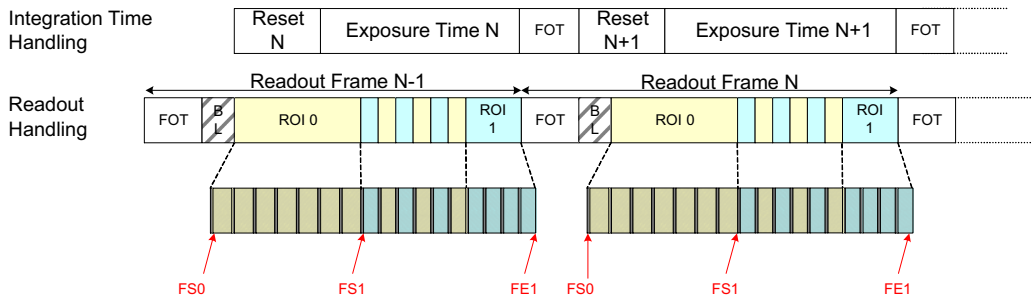 Integration Time
Handling
Reset
N
Exposure Time N
FOT
Reset
N+1
Exposure Time N+1
FOT
Readout Frame N-1
Readout Frame N
Readout
Handling
FOT
B
L
ROI 0
ROI
1
FOT
B
L
ROI 0
ROI
1
FOT
FS0
FS1
FE1
FS0
FS1
FE1